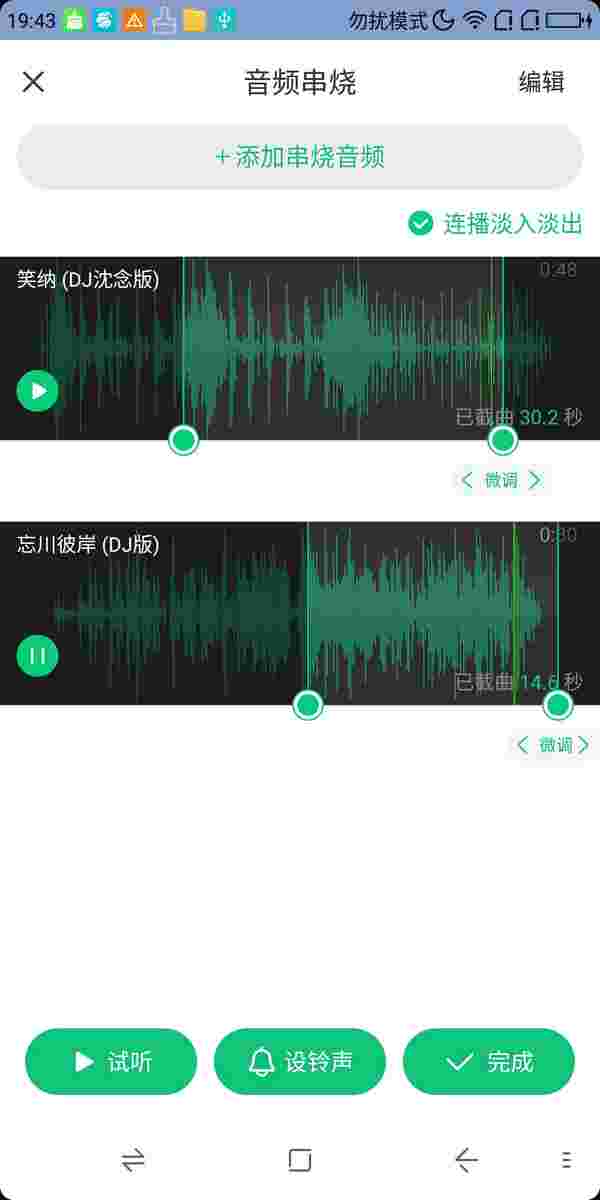 19:43 勿扰模式
音频串烧 编辑
+添加串烧音频
连播淡入淡出
笑纳 (DJ沈念版) 0:48
已截曲 30.2 秒
微调
忘川彼岸 (DJ版) 0:30
已截曲 14.6 秒
微调
试听 设铃声 完成